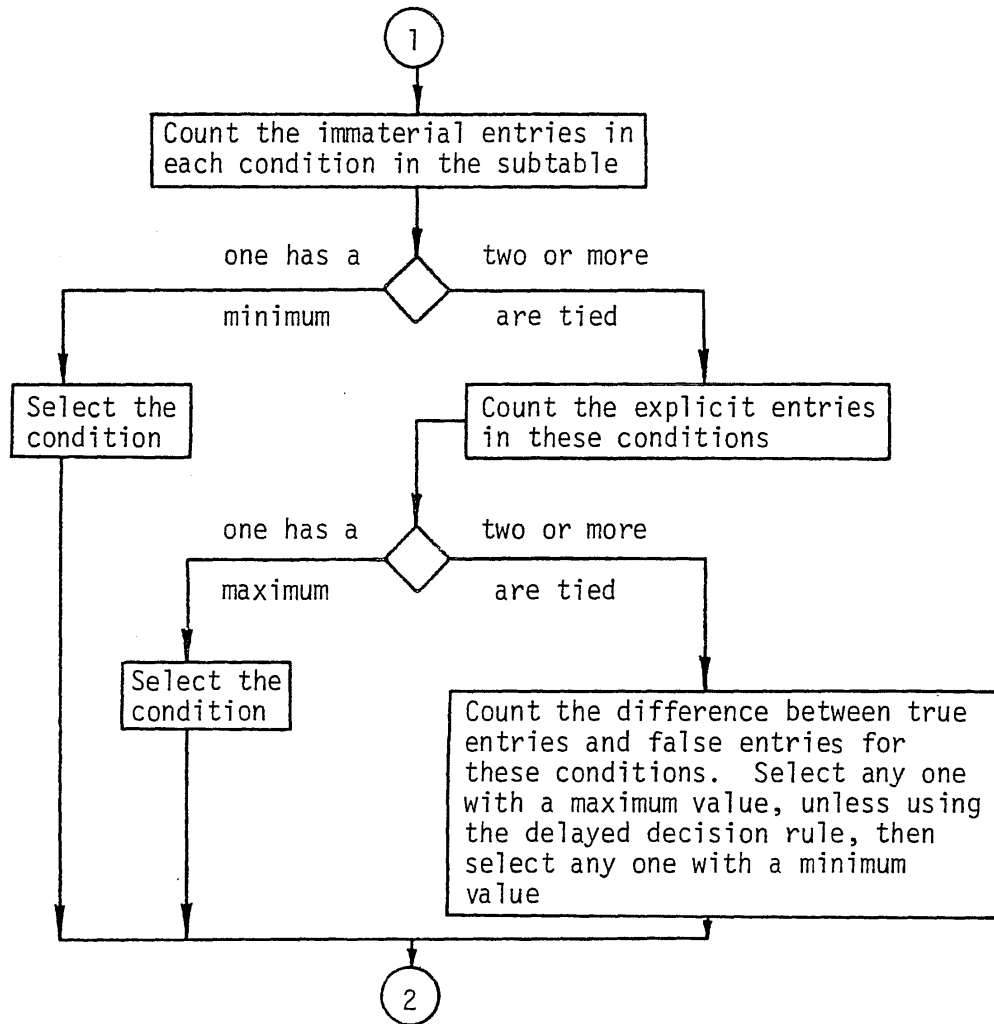 1
Count the immaterial entries in
each condition in the subtable
one has a
minimum
two or more
are tied
Select the
condition
Count the explicit entries
in these conditions
one has a
maximum
two or more
are tied
Select the
condition
Count the difference between true
entries and false entries for
these conditions. Select any one
with a maximum value, unless using
the delayed decision rule, then
select any one with a minimum
value
2